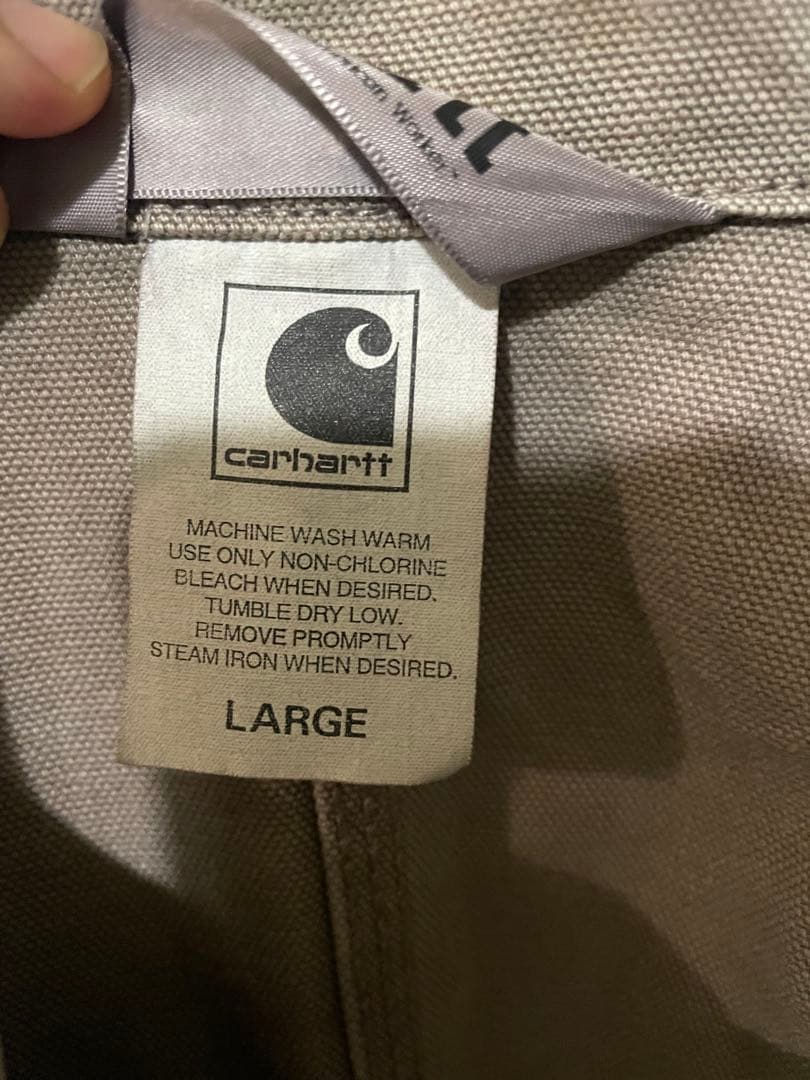 Worker
carhartt
MACHINE WASH WARM
USE ONLY NON-CHLORINE
BLEACH WHEN DESIRED.
TUMBLE DRY LOW.
REMOVE PROMPTLY
STEAM IRON WHEN DESIRED.
LARGE